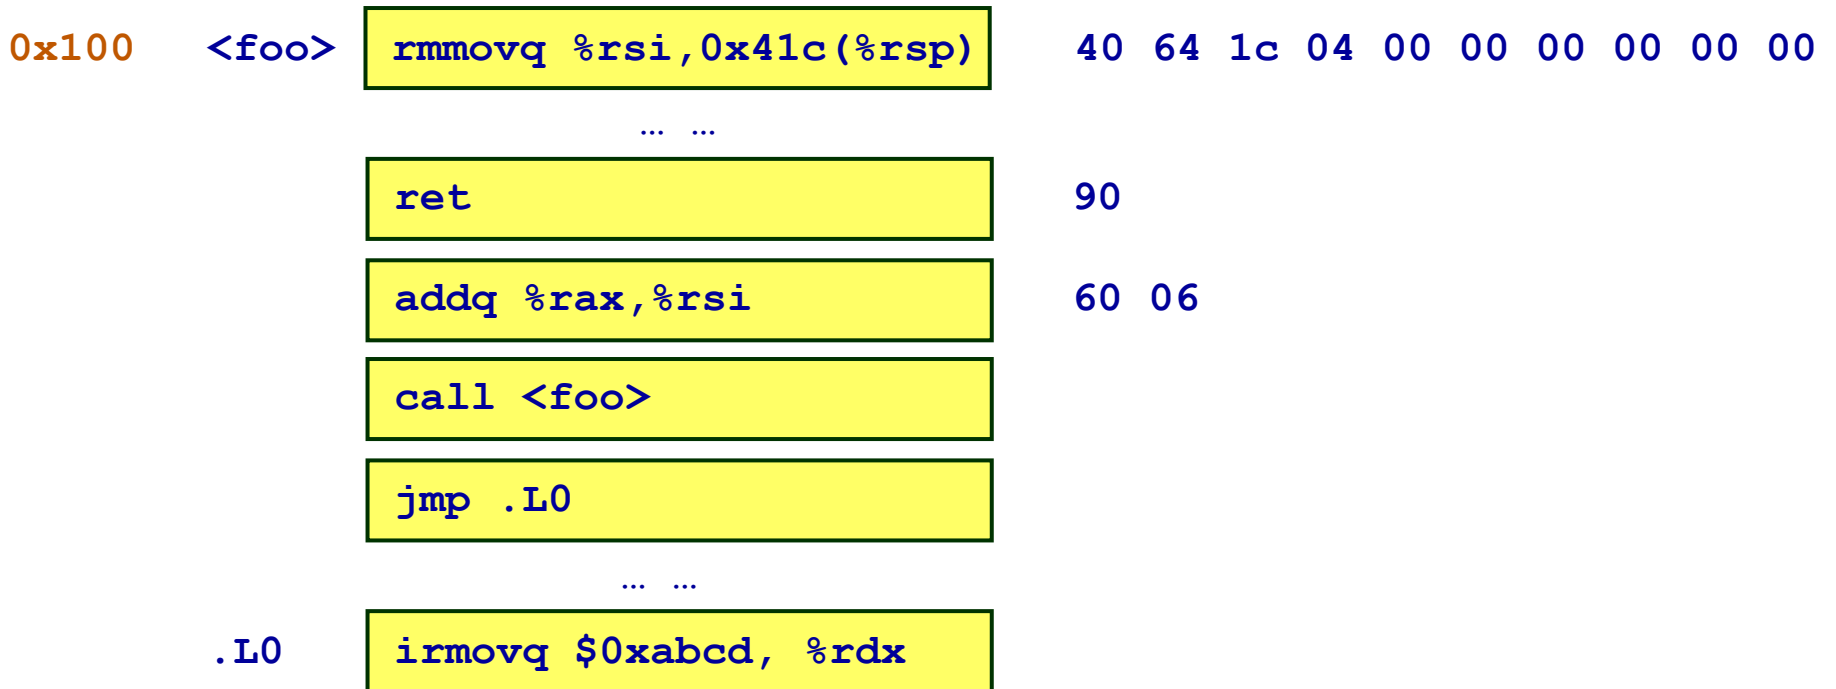 0x100 <foo> rmmovq %rsi,0x41c(%rsp) 40 64 1c 04 00 00 00 00 00 00
… …
ret 90
addq %rax,%rsi 60 06
call <foo>
jmp .L0
… …
.L0 irmovq $0xabcd, %rdx